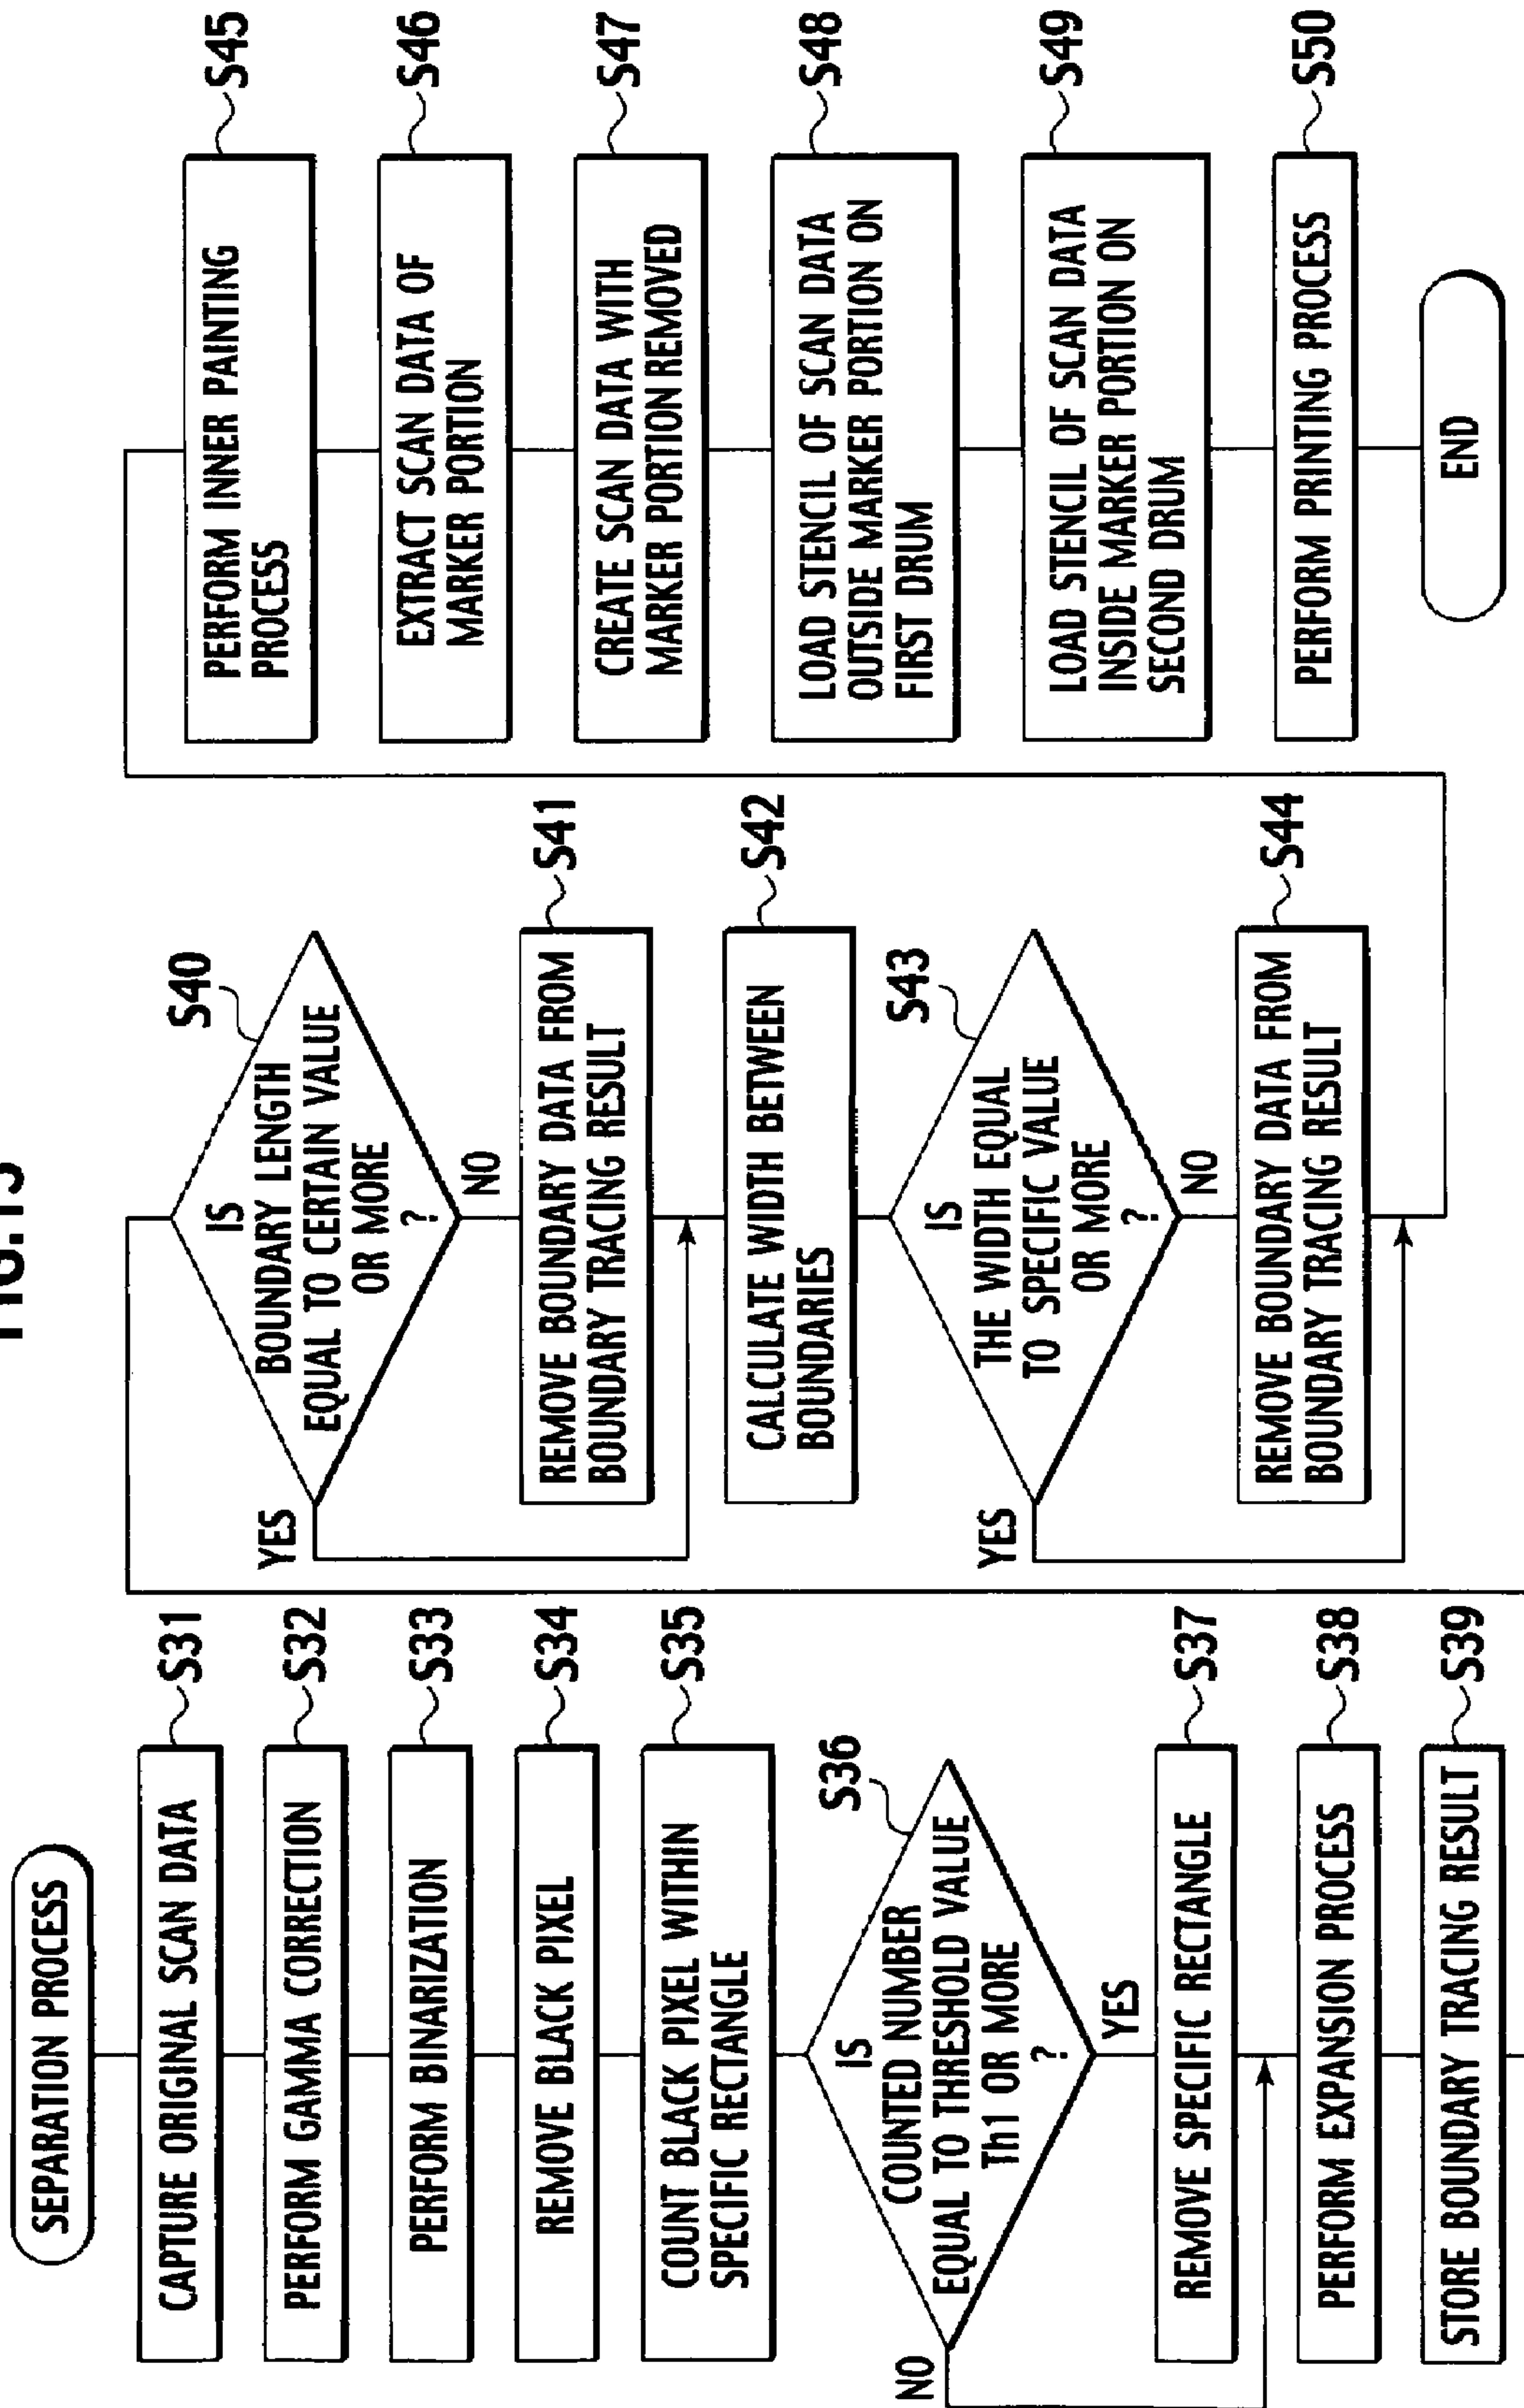 SEPARATION PROCESS
CAPTURE ORIGINAL SCAN DATA
S31
PERFORM GAMMA CORRECTION
S32
PERFORM BINARIZATION
S33
REMOVE BLACK PIXEL
S34
COUNT BLACK PIXEL WITHIN
SPECIFIC RECTANGLE
S35
IS
COUNTED NUMBER
EQUAL TO THRESHOLD VALUE
Th1 OR MORE
?
S36
NO
YES
REMOVE SPECIFIC RECTANGLE
S37
PERFORM EXPANSION PROCESS
S38
STORE BOUNDARY TRACING RESULT
S39
IS
BOUNDARY LENGTH
EQUAL TO CERTAIN VALUE
OR MORE
?
S40
YES
NO
REMOVE BOUNDARY DATA FROM
BOUNDARY TRACING RESULT
S41
CALCULATE WIDTH BETWEEN
BOUNDARIES
S42
IS
THE WIDTH EQUAL
TO SPECIFIC VALUE
OR MORE
?
S43
YES
NO
REMOVE BOUNDARY DATA FROM
BOUNDARY TRACING RESULT
S44
PERFORM INNER PAINTING
PROCESS
S45
EXTRACT SCAN DATA OF
MARKER PORTION
S46
CREATE SCAN DATA WITH
MARKER PORTION REMOVED
S47
LOAD STENCIL OF SCAN DATA
OUTSIDE MARKER PORTION ON
FIRST DRUM
S48
LOAD STENCIL OF SCAN DATA
INSIDE MARKER PORTION ON
SECOND DRUM
S49
PERFORM PRINTING PROCESS
S50
END